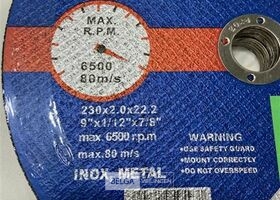 MAX.
R.P.M
6500
80m/s
230x2.0x22.2
9"x1/12"x7/8"
max. 6500 rpm
max.80 m/s
INOX METAL
WARNING
•USE SAFETY GUARD
•MOUNT CORRECTLY
•DO NOT OVERSPEED